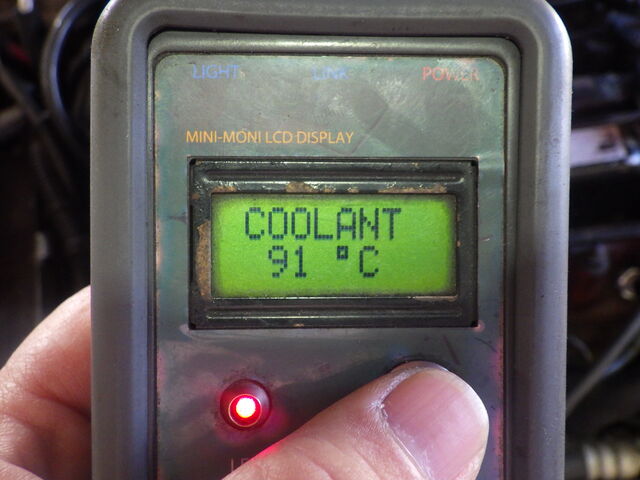 LIGHT LINK POWER
MINI-MONI LCD DISPLAY
COOLANT
91 °C